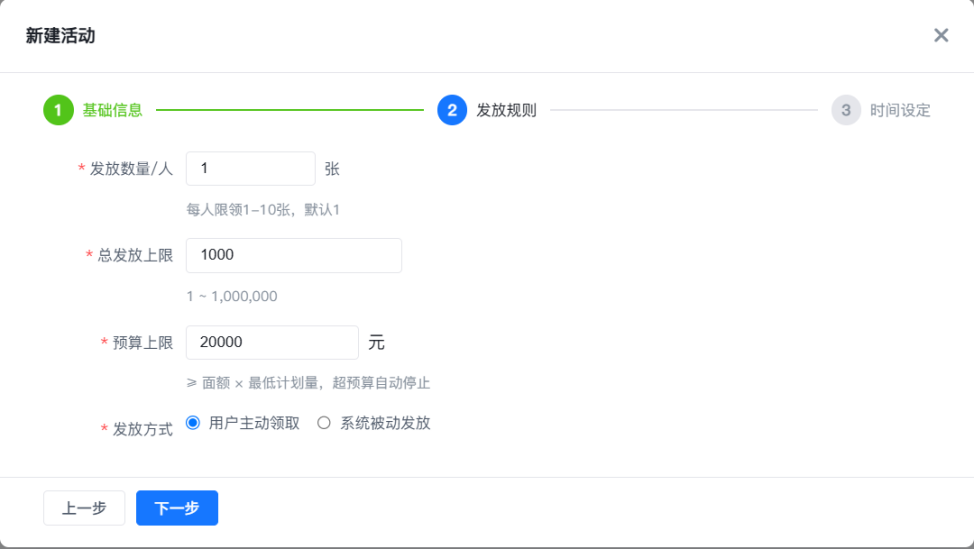 新建活动
1 基础信息 2 发放规则 3 时间设定
* 发放数量/人 1 张
每人限领1-10张，默认1
* 总发放上限 1000
1 ~ 1,000,000
* 预算上限 20000 元
≥ 面额 × 最低计划量，超预算自动停止
* 发放方式 用户主动领取 系统被动发放
上一步 下一步